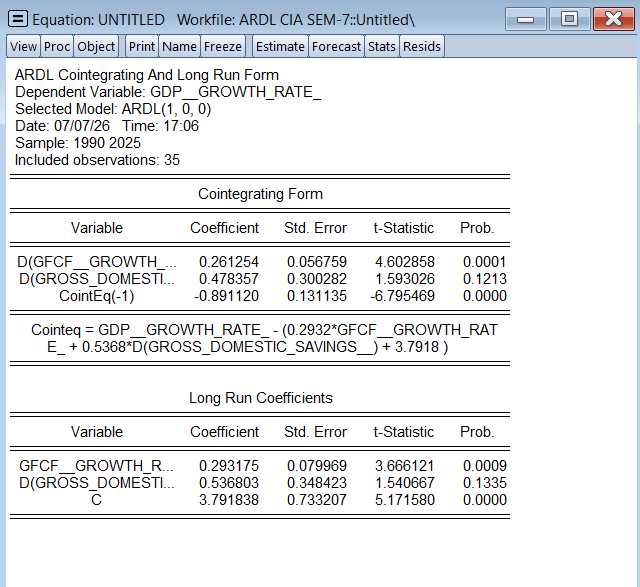 Equation: UNTITLED Workfile: ARDL CIA SEM-7::Untitled\
View Proc Object Print Name Freeze Estimate Forecast Stats Resids
ARDL Cointegrating And Long Run Form
Dependent Variable: GDP__GROWTH_RATE_
Selected Model: ARDL(1, 0, 0)
Date: 07/07/26 Time: 17:06
Sample: 1990 2025
Included observations: 35
Cointegrating Form
Variable Coefficient Std. Error t-Statistic Prob.
D(GFCF__GROWTH_... 0.261254 0.056759 4.602858 0.0001
D(GROSS_DOMESTI... 0.478357 0.300282 1.593026 0.1213
CointEq(-1) -0.891120 0.131135 -6.795469 0.0000
Cointeq = GDP__GROWTH_RATE_ - (0.2932*GFCF__GROWTH_RAT
E_ + 0.5368*D(GROSS_DOMESTIC_SAVINGS__) + 3.7918 )
Long Run Coefficients
Variable Coefficient Std. Error t-Statistic Prob.
GFCF__GROWTH_R... 0.293175 0.079969 3.666121 0.0009
D(GROSS_DOMESTI... 0.536803 0.348423 1.540667 0.1335
C 3.791838 0.733207 5.171580 0.0000